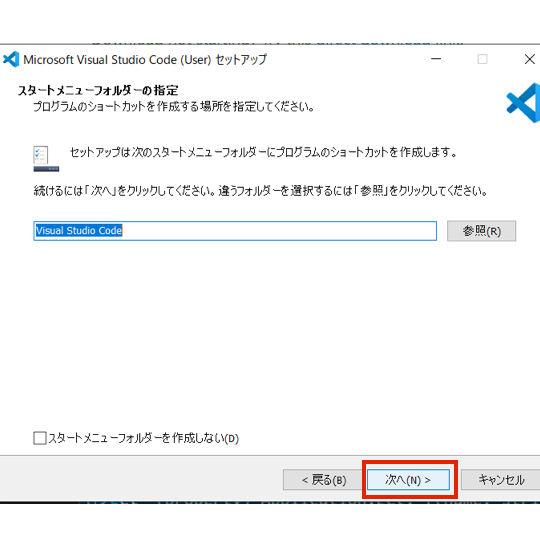 Microsoft Visual Studio Code (User) セットアップ
スタートメニューフォルダーの指定
プログラムのショートカットを作成する場所を指定してください。
セットアップは次のスタートメニューフォルダーにプログラムのショートカットを作成します。
続けるには「次へ」をクリックしてください。違うフォルダーを選択するには「参照」をクリックしてください。
Visual Studio Code
参照(R)
スタートメニューフォルダーを作成しない(D)
< 戻る(B)
次へ(N) >
キャンセル